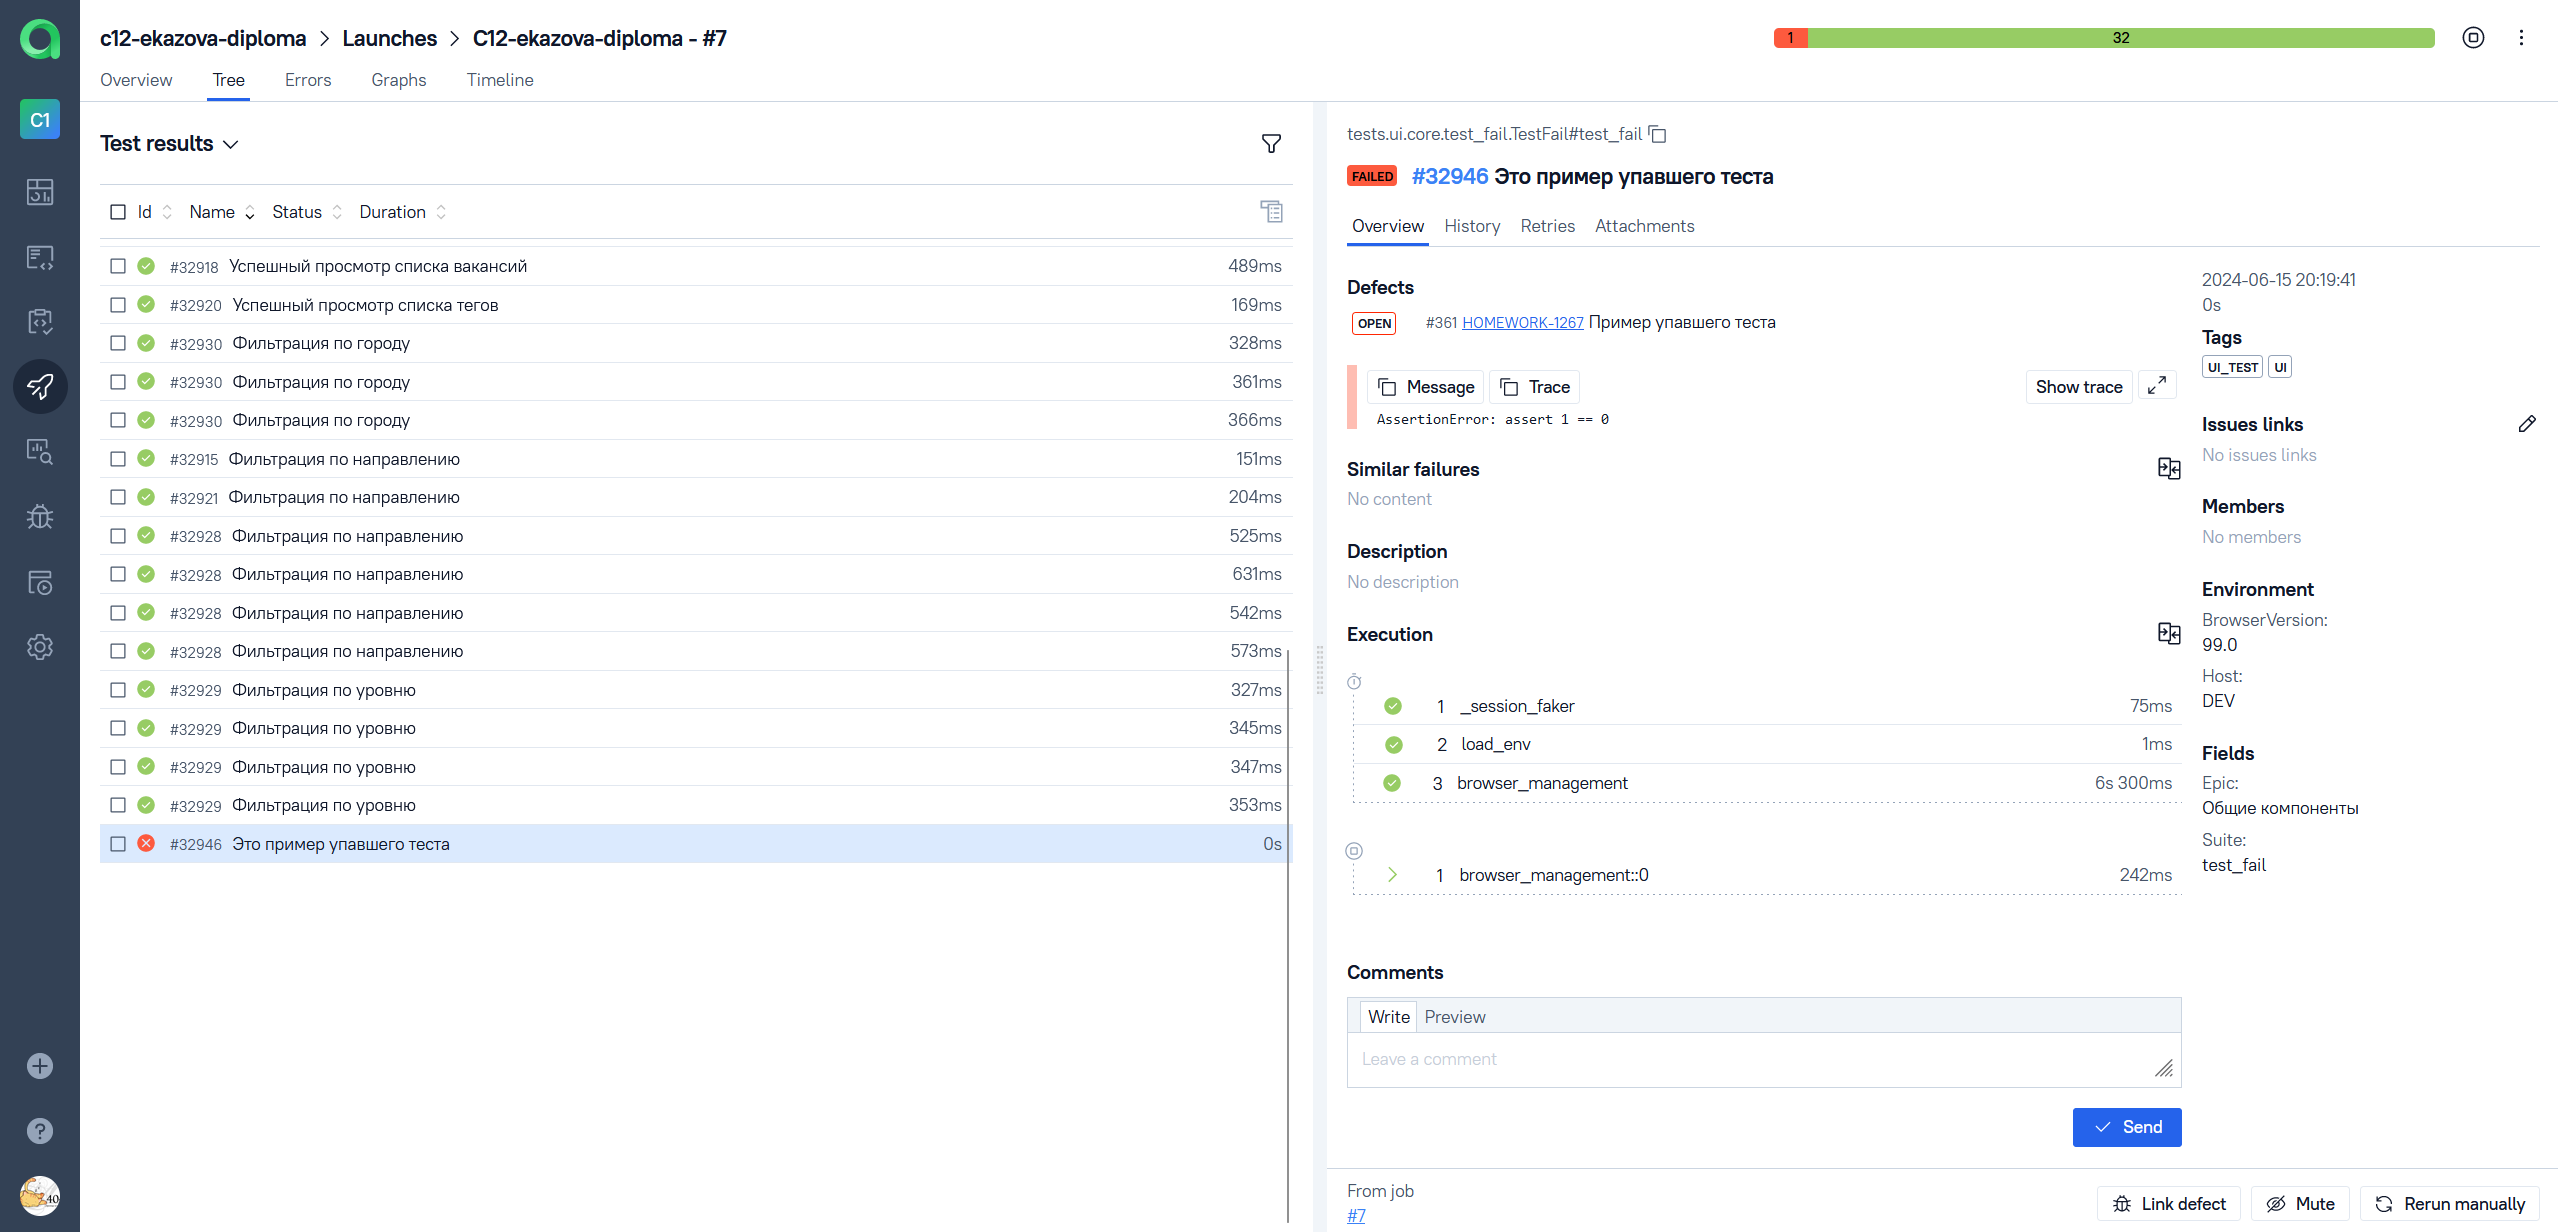 c12-ekazova-diploma > Launches > C12-ekazova-diploma - #7
1 32
Overview Tree Errors Graphs Timeline
C1
Test results
Id Name Status Duration
#32918 Успешный просмотр списка вакансий 489ms
#32920 Успешный просмотр списка тегов 169ms
#32930 Фильтрация по городу 328ms
#32930 Фильтрация по городу 361ms
#32930 Фильтрация по городу 366ms
#32915 Фильтрация по направлению 151ms
#32921 Фильтрация по направлению 204ms
#32928 Фильтрация по направлению 525ms
#32928 Фильтрация по направлению 631ms
#32928 Фильтрация по направлению 542ms
#32928 Фильтрация по направлению 573ms
#32929 Фильтрация по уровню 327ms
#32929 Фильтрация по уровню 345ms
#32929 Фильтрация по уровню 347ms
#32929 Фильтрация по уровню 353ms
#32946 Это пример упавшего теста 0s
tests.ui.core.test_fail.TestFail#test_fail
FAILED #32946 Это пример упавшего теста
Overview History Retries Attachments
Defects
OPEN #361 HOMEWORK-1267 Пример упавшего теста
Message Trace Show trace
AssertionError: assert 1 == 0
Similar failures
No content
Description
No description
Execution
1 _session_faker 75ms
2 load_env 1ms
3 browser_management 6s 300ms
1 browser_management::0 242ms
Comments
Write Preview
Leave a comment
Send
2024-06-15 20:19:41
0s
Tags
UI_TEST UI
Issues links
No issues links
Members
No members
Environment
BrowserVersion:
99.0
Host:
DEV
Fields
Epic:
Общие компоненты
Suite:
test_fail
From job
#7
Link defect Mute Rerun manually
40